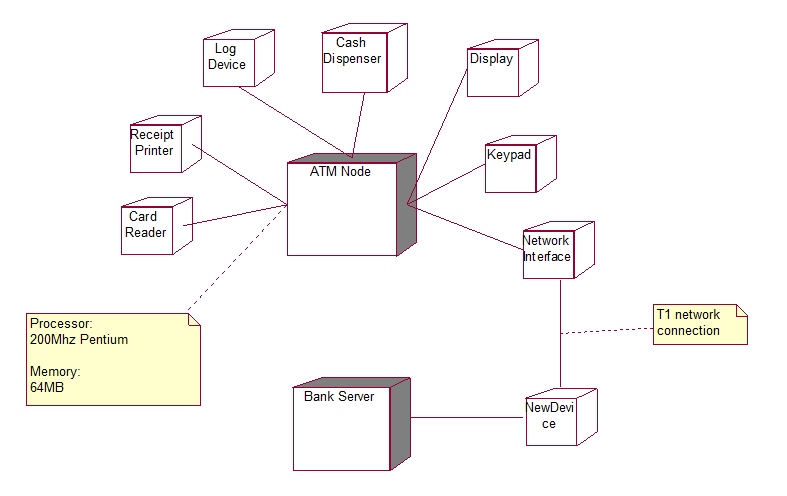 Log
Device
Cash
Dispenser
Display
Receipt
Printer
ATM Node
Keypad
Card
Reader
Network
Interface
Processor:
200Mhz Pentium
Memory:
64MB
T1 network
connection
Bank Server
NewDevi
ce